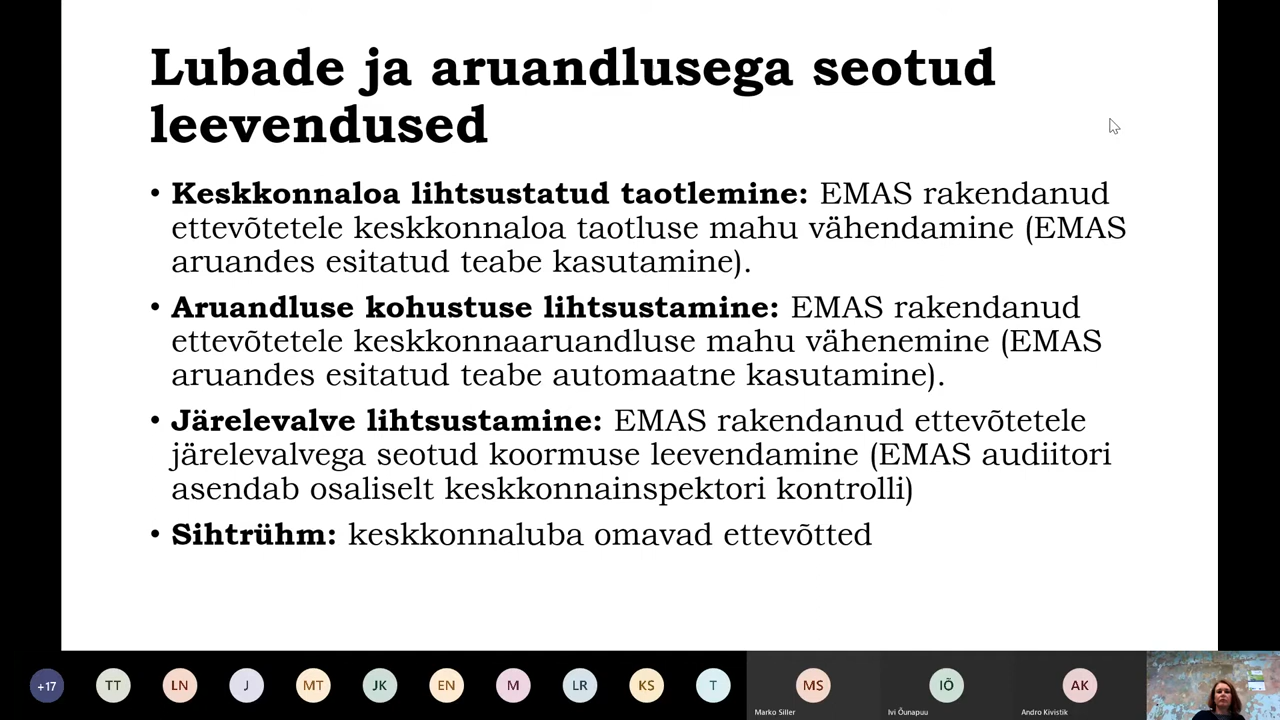 Lubade ja aruandlusega seotud
leevendused
• Keskkonnaloa lihtsustatud taotlemine: EMAS rakendanud
ettevõtetele keskkonnaloa taotluse mahu vähendamine (EMAS
aruandes esitatud teabe kasutamine).
• Aruandluse kohustuse lihtsustamine: EMAS rakendanud
ettevõtetele keskkonnaaruandluse mahu vähenemine (EMAS
aruandes esitatud teabe automaatne kasutamine).
• Järelevalve lihtsustamine: EMAS rakendanud ettevõtetele
järelevalvega seotud koormuse leevendamine (EMAS audiitori
asendab osaliselt keskkonnainspektori kontrolli)
• Sihtrühm: keskkonnaluba omavad ettevõtted
+17 TT LN J MT JK EN M LR KS T MS IÕ AK
Marko Siller Ivi Õunapuu Andro Kivistik